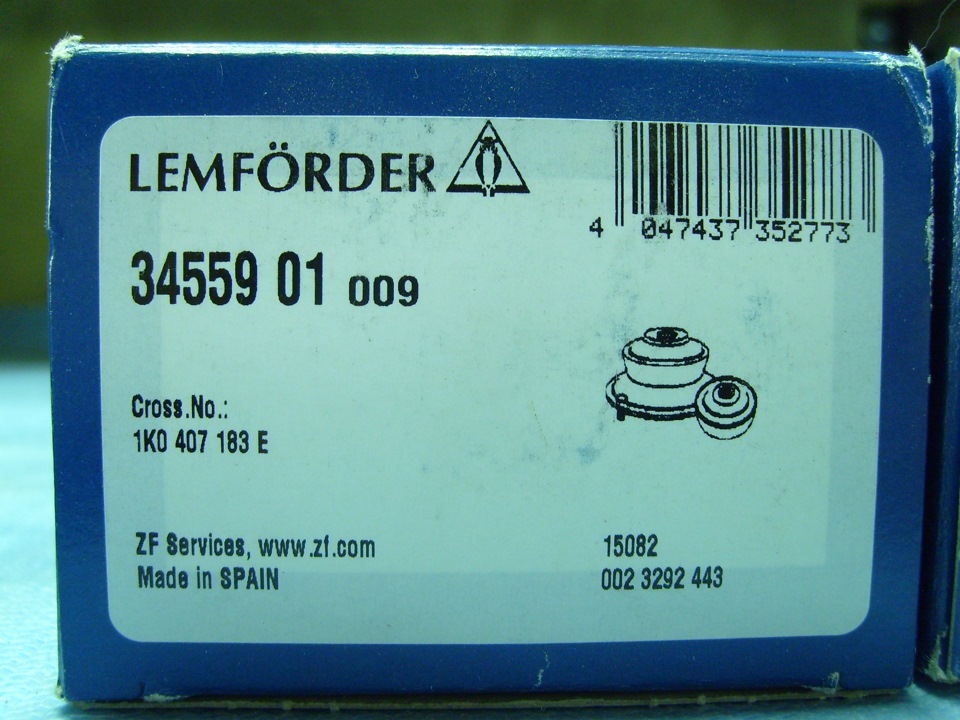 LEMFÖRDER
4 047437 352773
34559 01 009
Cross.No.:
1K0 407 183 E
ZF Services, www.zf.com
Made in SPAIN
15082
002 3292 443